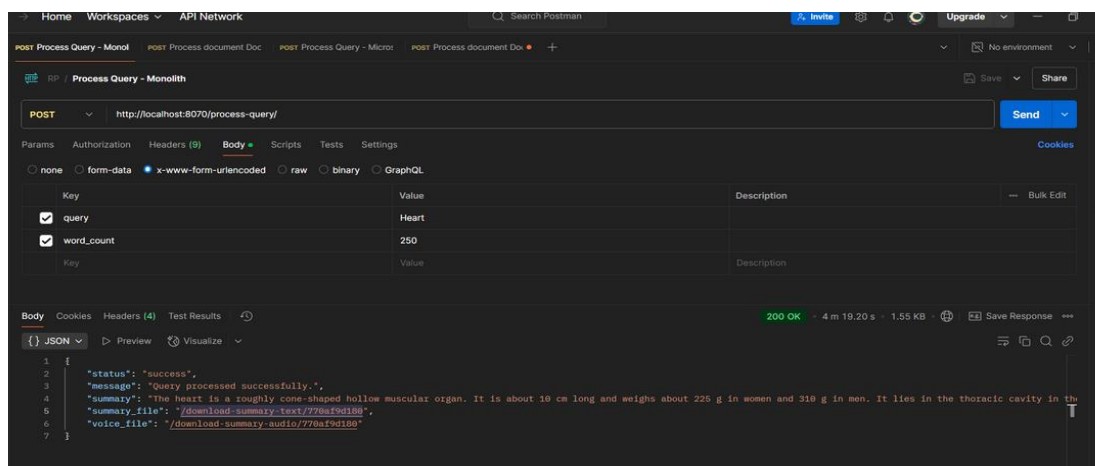 Home Workspaces API Network Search Postman Invite Upgrade
POST Process Query - Monol POST Process document Doc POST Process Query - Micros POST Process document Doc No environment
RP / Process Query - Monolith Save Share
POST http://localhost:8070/process-query/ Send
Params Authorization Headers (9) Body Scripts Tests Settings Cookies
none form-data x-www-form-urlencoded raw binary GraphQL
Key Value Description Bulk Edit
query Heart
word_count 250
Key Value Description
Body Cookies Headers (4) Test Results 200 OK 4 m 19.20 s 1.55 KB Save Response
{} JSON Preview Visualize
1 {
2 "status": "success",
3 "message": "Query processed successfully.",
4 "summary": "The heart is a roughly cone-shaped hollow muscular organ. It is about 10 cm long and weighs about 225 g in women and 310 g in men. It lies in the thoracic cavity in the
5 "summary_file": "/download-summary-text/770af9d180",
6 "voice_file": "/download-summary-audio/770af9d180"
7 }